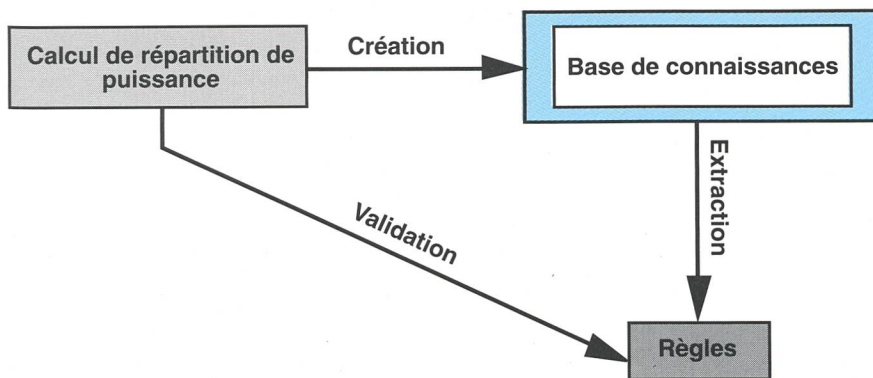 Calcul de répartition de
puissance
Création
Base de connaissances
Extraction
Validation
Règles